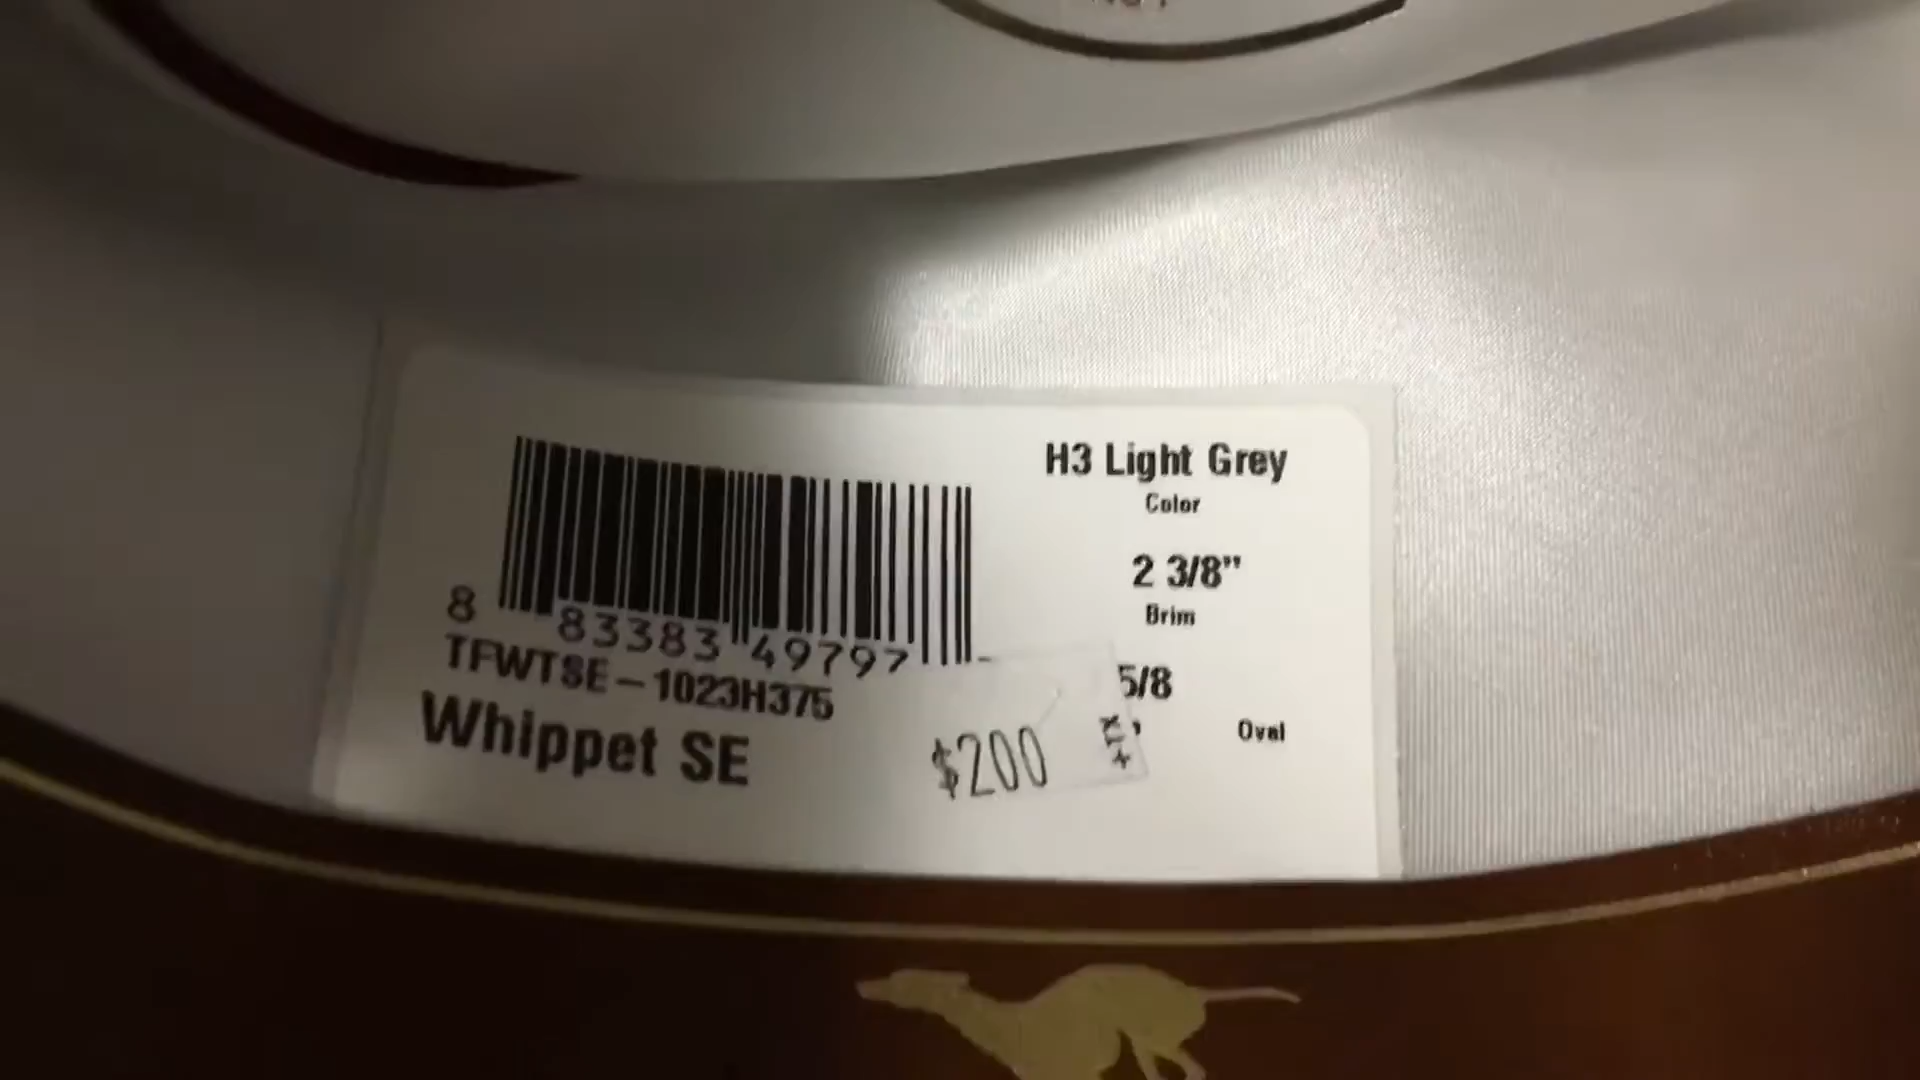 H3 Light Grey
Color
2 3/8"
Brim
5/8
Oval
8 83383 49797
TFWTSE-1023H375
Whippet SE
$200